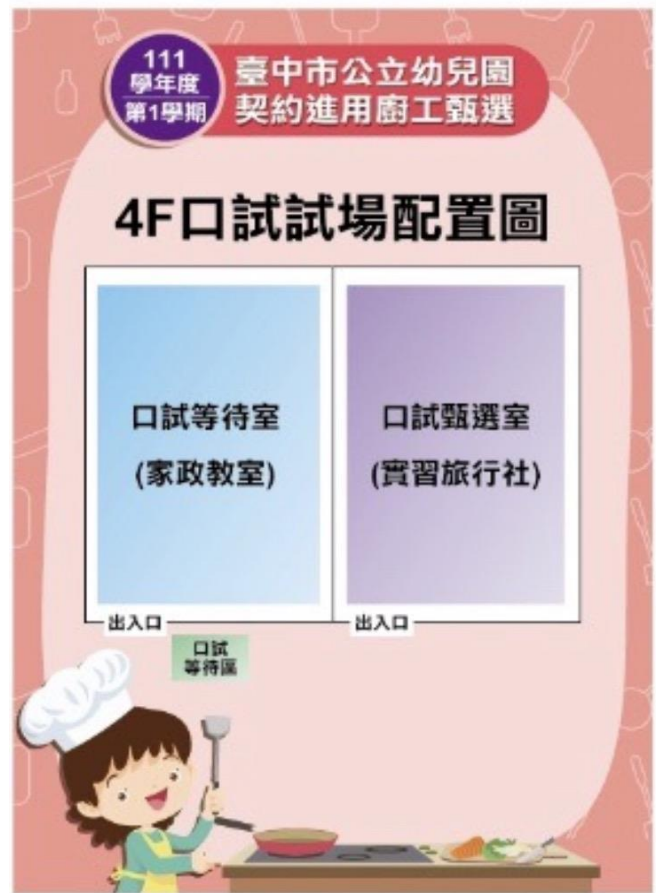 111
學年度
第1學期
臺中市公立幼兒園
契約進用廚工甄選
4F口試試場配置圖
口試等待室
(家政教室)
口試甄選室
(實習旅行社)
出入口
出入口
口試
等待區